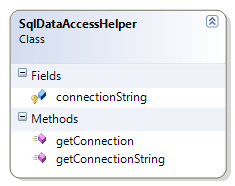 SqlDataAccessHelper
Class
Fields
connectionString
Methods
getConnection
getConnectionString